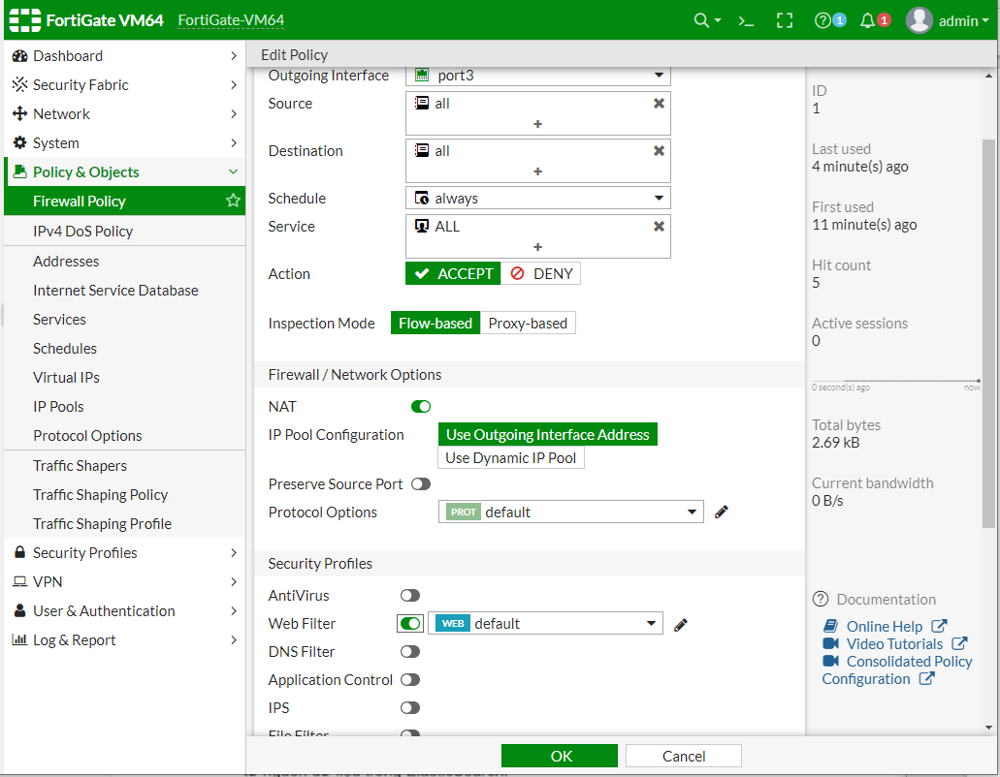 FortiGate VM64 FortiGate-VM64 >_ 1 1 admin
Dashboard
Security Fabric
Network
System
Policy & Objects
Firewall Policy
IPv4 DoS Policy
Addresses
Internet Service Database
Services
Schedules
Virtual IPs
IP Pools
Protocol Options
Traffic Shapers
Traffic Shaping Policy
Traffic Shaping Profile
Security Profiles
VPN
User & Authentication
Log & Report
Edit Policy
Outgoing Interface port3
Source all
+
Destination all
+
Schedule always
Service ALL
+
Action ACCEPT DENY
Inspection Mode Flow-based Proxy-based
Firewall / Network Options
NAT
IP Pool Configuration Use Outgoing Interface Address
Use Dynamic IP Pool
Preserve Source Port
Protocol Options PROT default
Security Profiles
AntiVirus
Web Filter WEB default
DNS Filter
Application Control
IPS
File Filter
OK Cancel
ID
1
Last used
4 minute(s) ago
First used
11 minute(s) ago
Hit count
5
Active sessions
0
0 second(s) ago now
Total bytes
2.69 kB
Current bandwidth
0 B/s
Documentation
Online Help
Video Tutorials
Consolidated Policy
Configuration